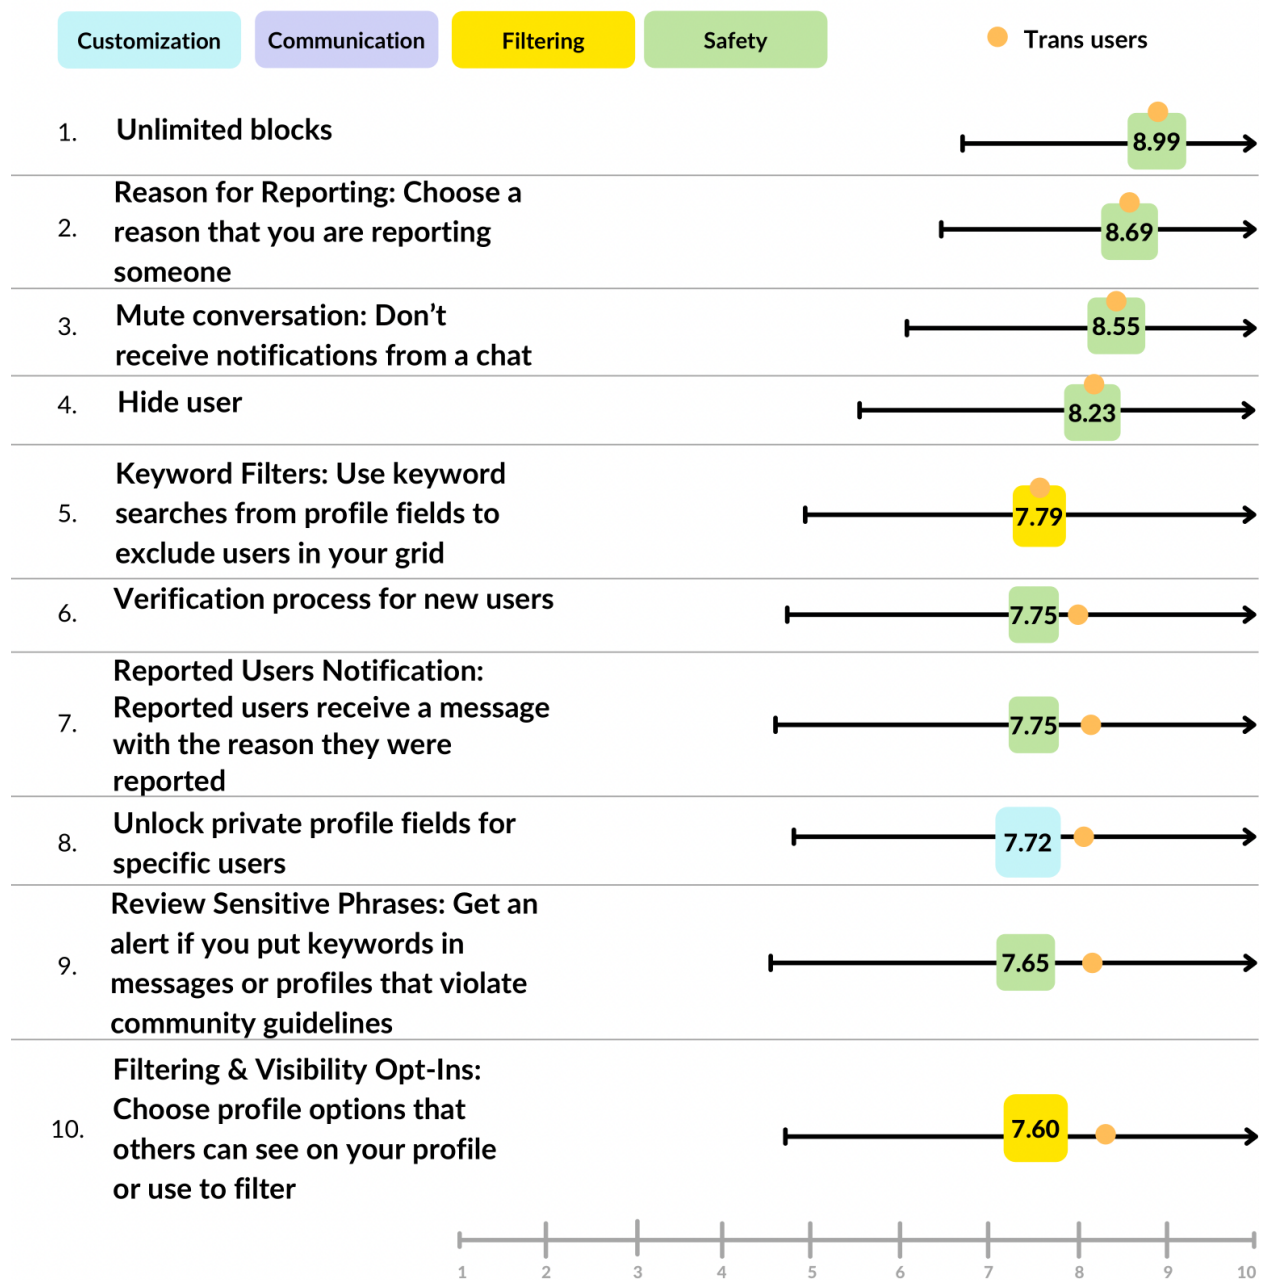 Customization
Communication
Filtering
Safety
Trans users
1.
Unlimited blocks
8.99
2.
Reason for Reporting: Choose a
reason that you are reporting
someone
8.69
3.
Mute conversation: Don’t
receive notifications from a chat
8.55
4.
Hide user
8.23
5.
Keyword Filters: Use keyword
searches from profile fields to
exclude users in your grid
7.79
6.
Verification process for new users
7.75
7.
Reported Users Notification:
Reported users receive a message
with the reason they were
reported
7.75
8.
Unlock private profile fields for
specific users
7.72
9.
Review Sensitive Phrases: Get an
alert if you put keywords in
messages or profiles that violate
community guidelines
7.65
10.
Filtering & Visibility Opt-Ins:
Choose profile options that
others can see on your profile
or use to filter
7.60
1 2 3 4 5 6 7 8 9 10